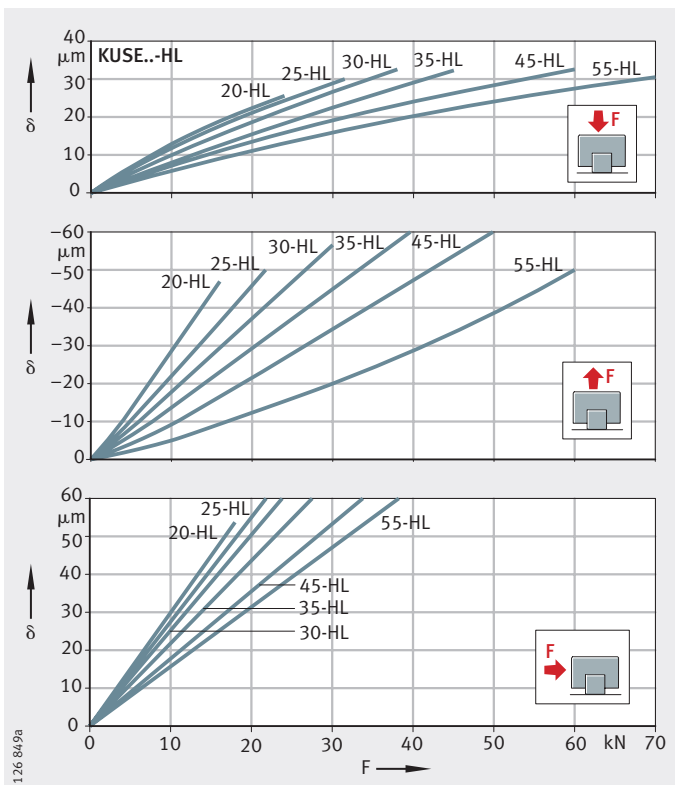 40
μm
KUSE..-HL
30
20
10
0
δ
20-HL
25-HL
30-HL
35-HL
45-HL
55-HL
F
−60
μm
−50
−40
−30
−20
−10
0
δ
20-HL
25-HL
30-HL
35-HL
45-HL
55-HL
F
60
μm
50
40
30
20
10
0
δ
25-HL
20-HL
55-HL
45-HL
35-HL
30-HL
F
0 10 20 30 40 50 60 kN 70
F
126 849a